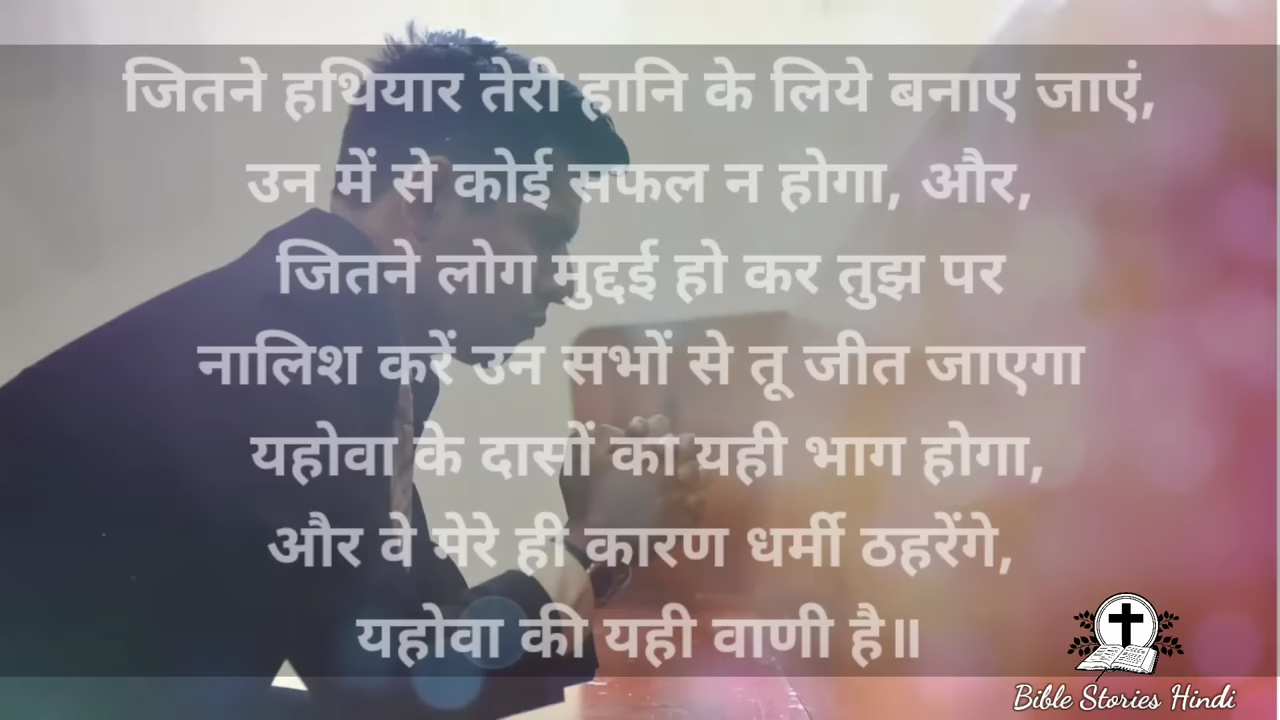 जितने हथियार तेरी हानि के लिये बनाए जाएं,
उन में से कोई सफल न होगा, और,
जितने लोग मुद्दई हो कर तुझ पर
नालिश करें उन सभों से तू जीत जाएगा
यहोवा के दासों का यही भाग होगा,
और वे मेरे ही कारण धर्मी ठहरेंगे,
यहोवा की यही वाणी है॥
Bible Stories Hindi